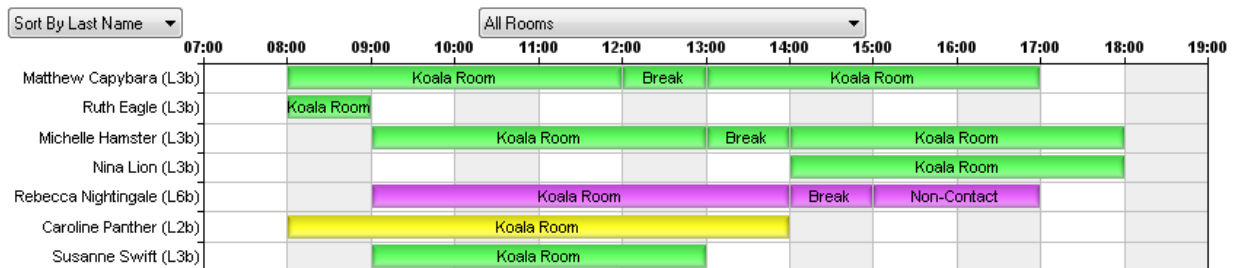 Sort By Last Name All Rooms
07:00 08:00 09:00 10:00 11:00 12:00 13:00 14:00 15:00 16:00 17:00 18:00 19:00
Matthew Capybara (L3b) Koala Room Break Koala Room
Ruth Eagle (L3b) Koala Room
Michelle Hamster (L3b) Koala Room Break Koala Room
Nina Lion (L3b) Koala Room
Rebecca Nightingale (L6b) Koala Room Break Non-Contact
Caroline Panther (L2b) Koala Room
Susanne Swift (L3b) Koala Room